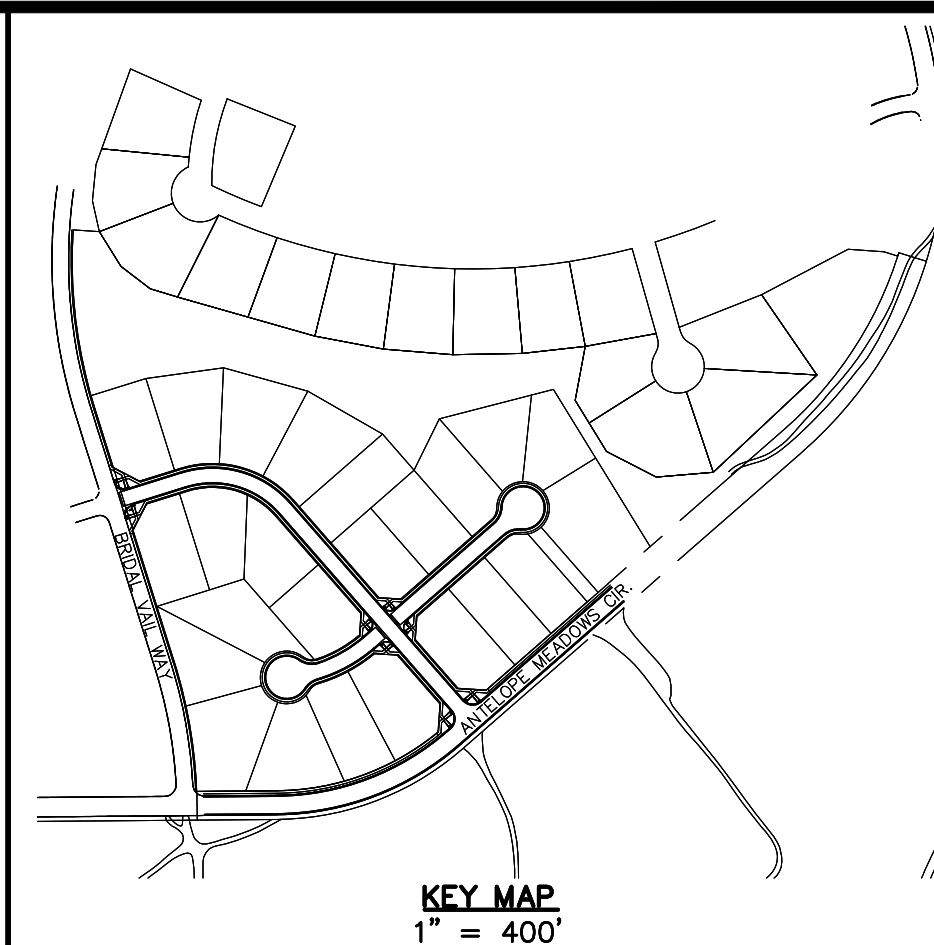 BRIDAL VAIL WAY
ANTELOPE MEADOWS CIR.
KEY MAP
1" = 400'